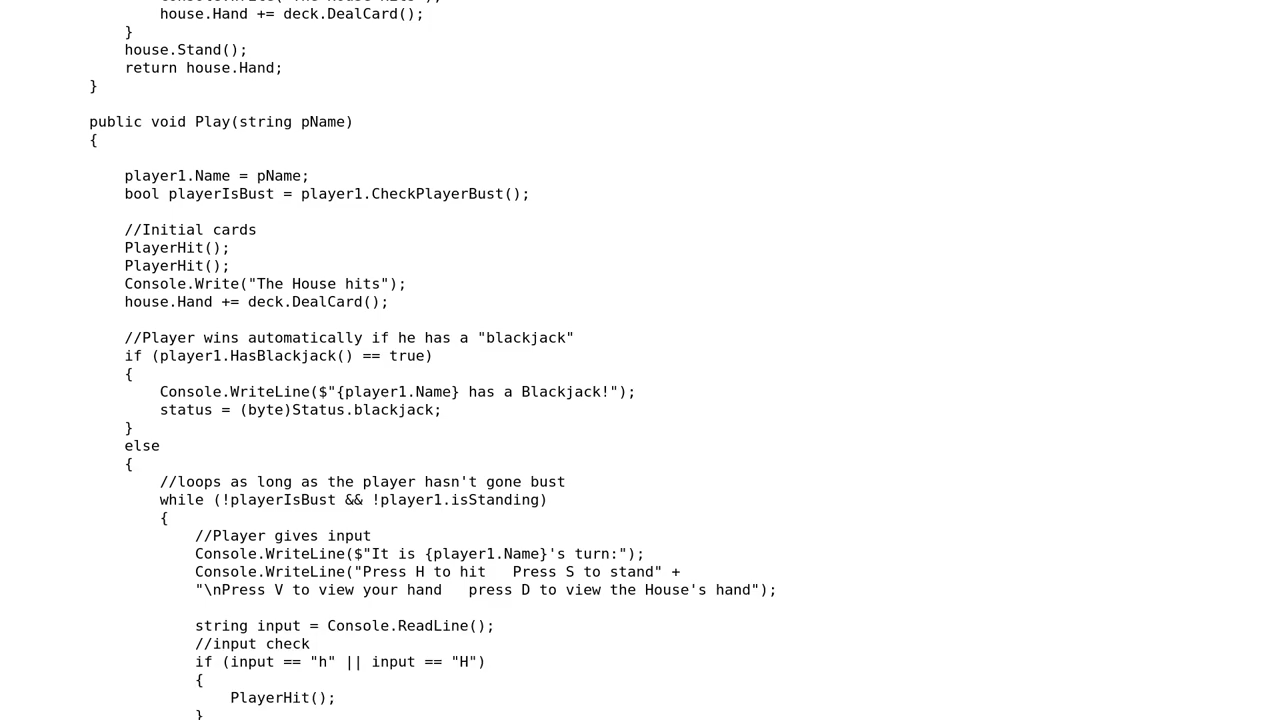 house.Hand += deck.DealCard();
}
house.Stand();
return house.Hand;
}
public void Play(string pName)
{
player1.Name = pName;
bool playerIsBust = player1.CheckPlayerBust();
//Initial cards
PlayerHit();
PlayerHit();
Console.Write("The House hits");
house.Hand += deck.DealCard();
//Player wins automatically if he has a "blackjack"
if (player1.HasBlackjack() == true)
{
Console.WriteLine($"{player1.Name} has a Blackjack!");
status = (byte)Status.blackjack;
}
else
{
//loops as long as the player hasn't gone bust
while (!playerIsBust && !player1.isStanding)
{
//Player gives input
Console.WriteLine($"It is {player1.Name}'s turn:");
Console.WriteLine("Press H to hit   Press S to stand" +
"\nPress V to view your hand   press D to view the House's hand");
string input = Console.ReadLine();
//input check
if (input == "h" || input == "H")
{
PlayerHit();
}